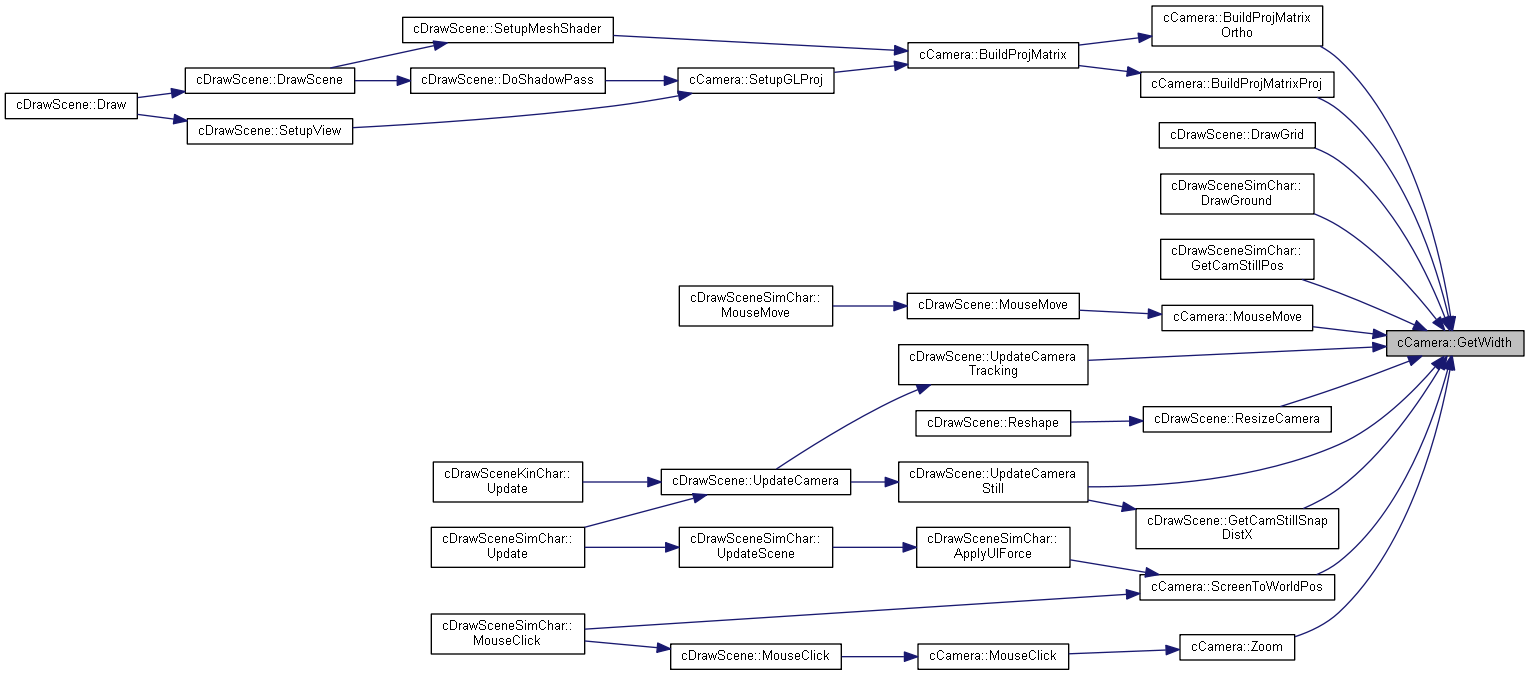 cCamera::BuildProjMatrix
Ortho
cDrawScene::SetupMeshShader
cCamera::BuildProjMatrix
cDrawScene::DrawScene
cDrawScene::DoShadowPass
cCamera::SetupGLProj
cCamera::BuildProjMatrixProj
cDrawScene::Draw
cDrawScene::SetupView
cDrawScene::DrawGrid
cDrawSceneSimChar::
DrawGround
cDrawSceneSimChar::
GetCamStillPos
cDrawSceneSimChar::
MouseMove
cDrawScene::MouseMove
cCamera::MouseMove
cCamera::GetWidth
cDrawScene::UpdateCamera
Tracking
cDrawScene::Reshape
cDrawScene::ResizeCamera
cDrawSceneKinChar::
Update
cDrawScene::UpdateCamera
cDrawScene::UpdateCamera
Still
cDrawScene::GetCamStillSnap
DistX
cDrawSceneSimChar::
Update
cDrawSceneSimChar::
UpdateScene
cDrawSceneSimChar::
ApplyUIForce
cCamera::ScreenToWorldPos
cDrawSceneSimChar::
MouseClick
cDrawScene::MouseClick
cCamera::MouseClick
cCamera::Zoom